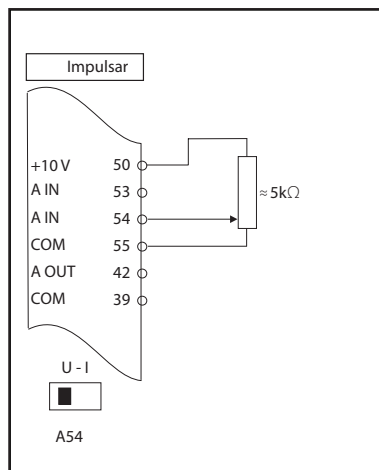 Impulsar
+10 V 50
A IN 53
A IN 54
≈ 5kΩ
COM 55
A OUT 42
COM 39
U - I
A54